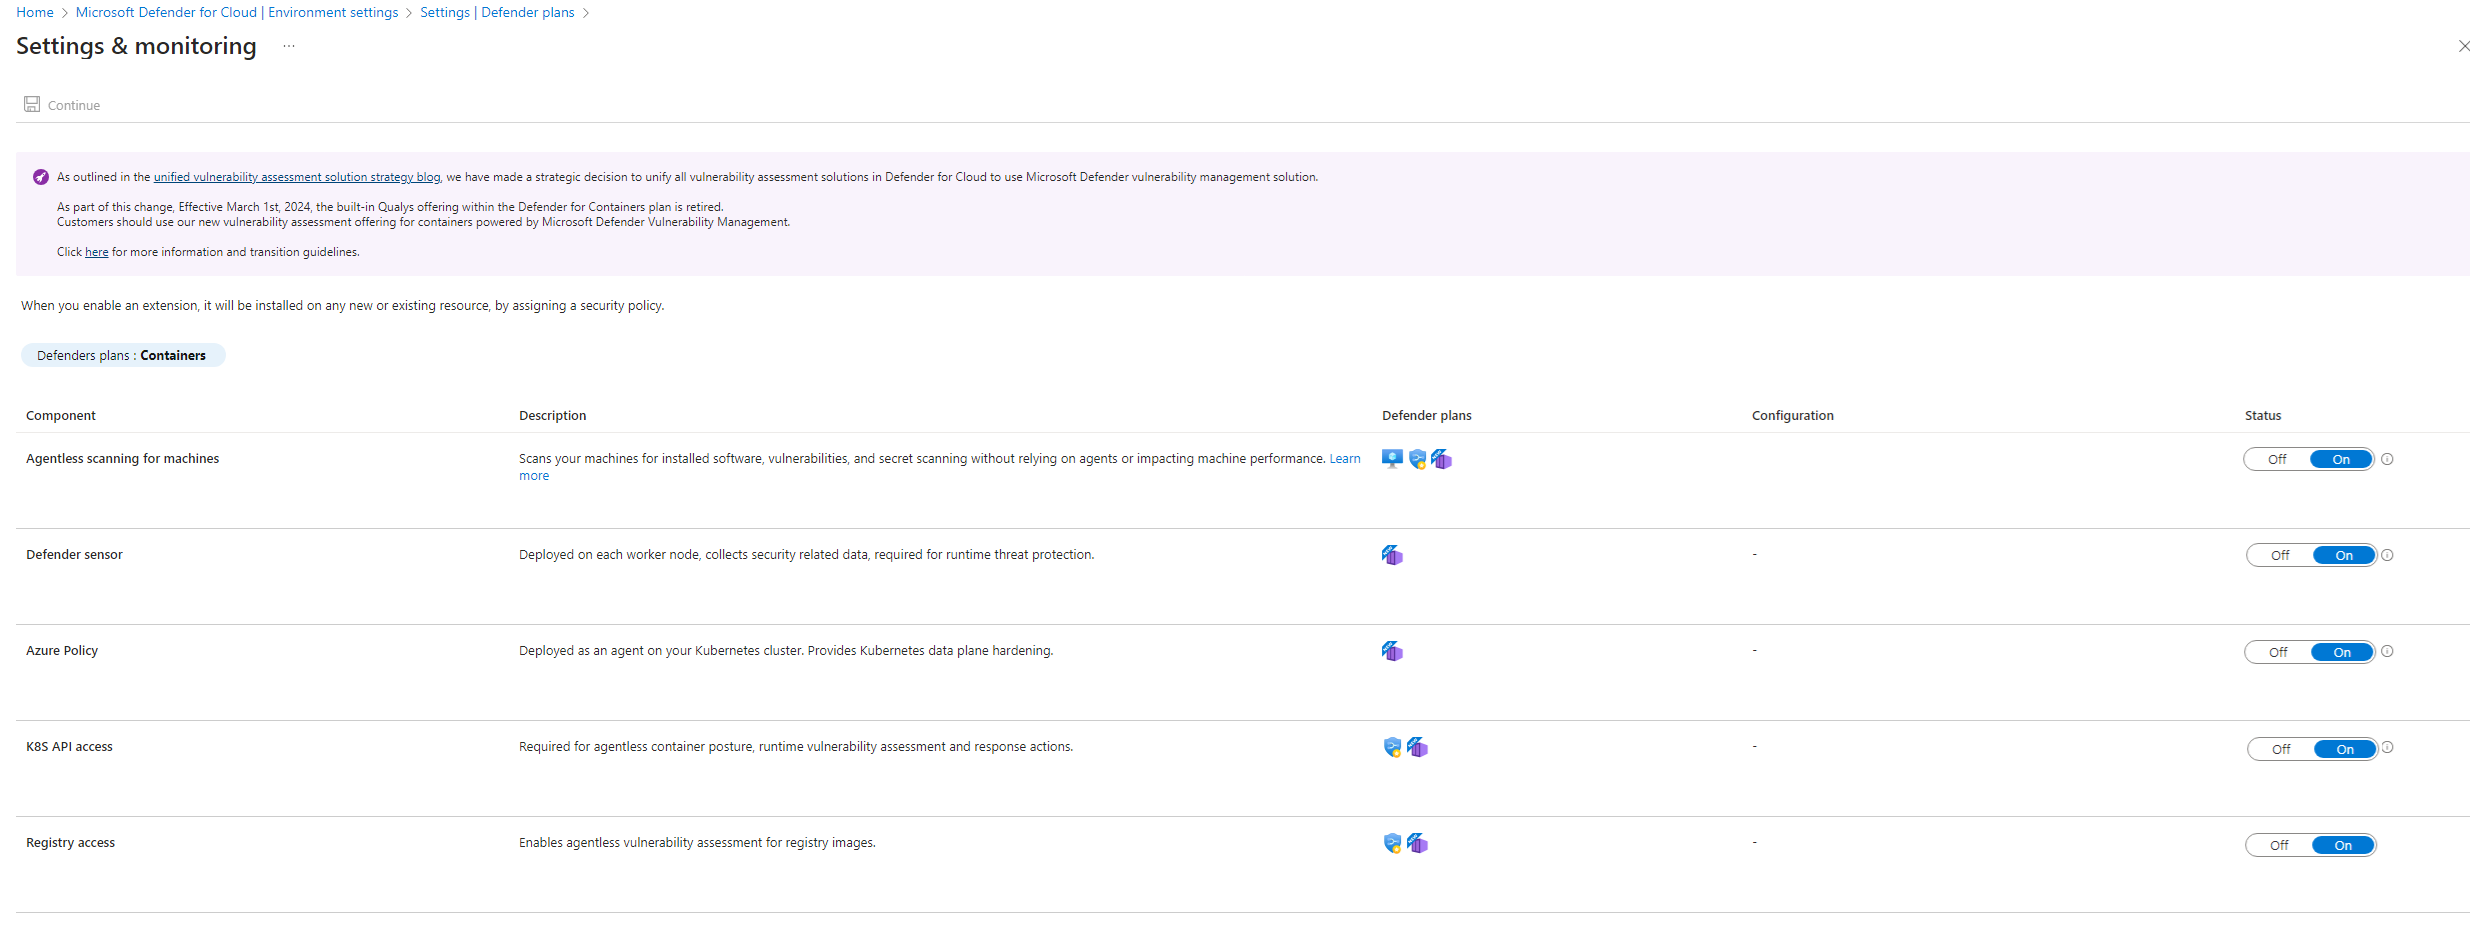 Home > Microsoft Defender for Cloud | Environment settings > Settings | Defender plans >
Settings & monitoring ...
Continue
As outlined in the unified vulnerability assessment solution strategy blog, we have made a strategic decision to unify all vulnerability assessment solutions in Defender for Cloud to use Microsoft Defender vulnerability management solution.
As part of this change, Effective March 1st, 2024, the built-in Qualys offering within the Defender for Containers plan is retired.
Customers should use our new vulnerability assessment offering for containers powered by Microsoft Defender Vulnerability Management.
Click here for more information and transition guidelines.
When you enable an extension, it will be installed on any new or existing resource, by assigning a security policy.
Defenders plans : Containers
Component Description Defender plans Configuration Status
Agentless scanning for machines Scans your machines for installed software, vulnerabilities, and secret scanning without relying on agents or impacting machine performance. Learn Off On
more
Defender sensor Deployed on each worker node, collects security related data, required for runtime threat protection. - Off On
Azure Policy Deployed as an agent on your Kubernetes cluster. Provides Kubernetes data plane hardening. - Off On
K8S API access Required for agentless container posture, runtime vulnerability assessment and response actions. - Off On
Registry access Enables agentless vulnerability assessment for registry images. - Off On